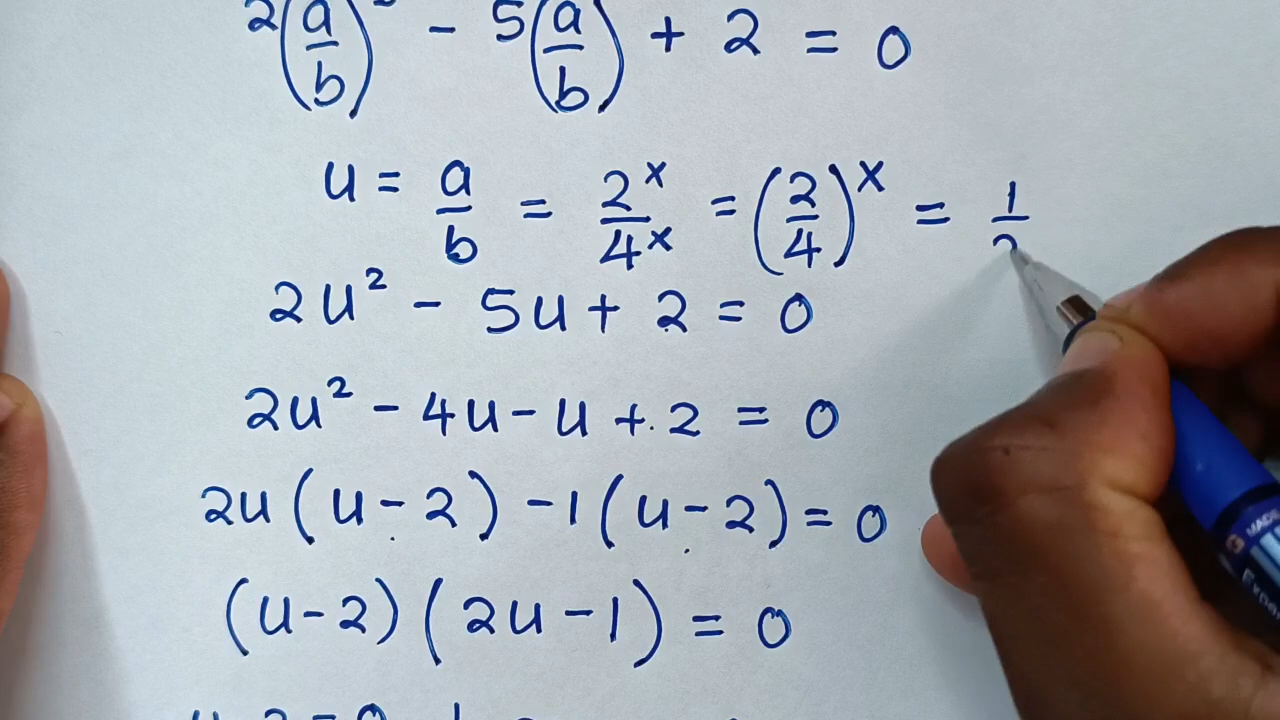 2(a/b)² - 5(a/b) + 2 = 0
u = a/b = 2^x/4^x = (2/4)^x = 1/2
2u² - 5u + 2 = 0
2u² - 4u - u + 2 = 0
2u(u - 2) - 1(u - 2) = 0
(u - 2)(2u - 1) = 0